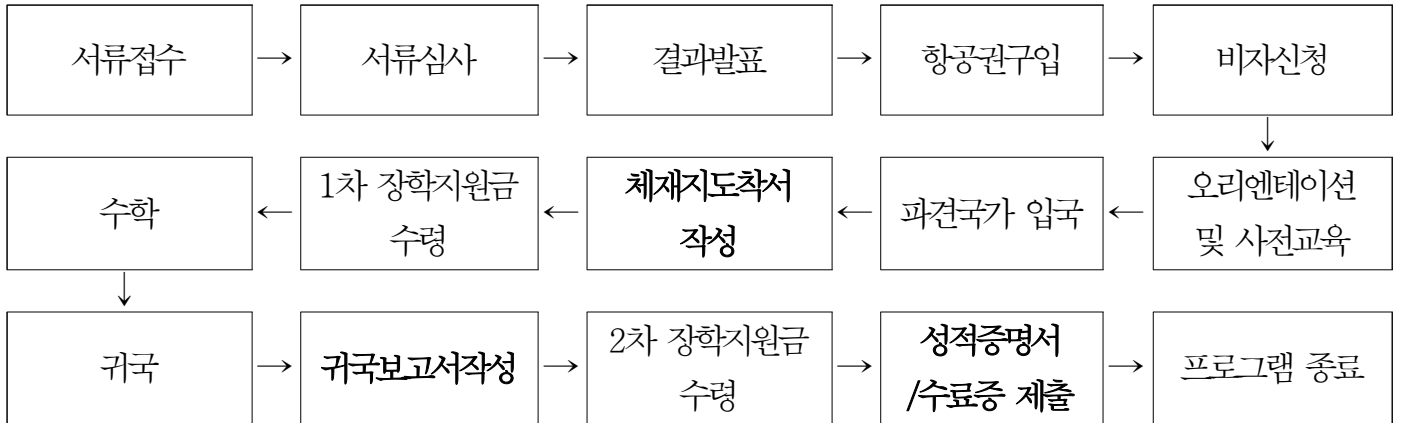 서류접수 → 서류심사 → 결과발표 → 항공권구입 → 비자신청
↓
수학 ← 1차 장학지원금
수령 ← 체재지도착서
작성 ← 파견국가 입국 ← 오리엔테이션
및 사전교육
↓
귀국 → 귀국보고서작성 → 2차 장학지원금
수령 → 성적증명서
/수료증 제출 → 프로그램 종료